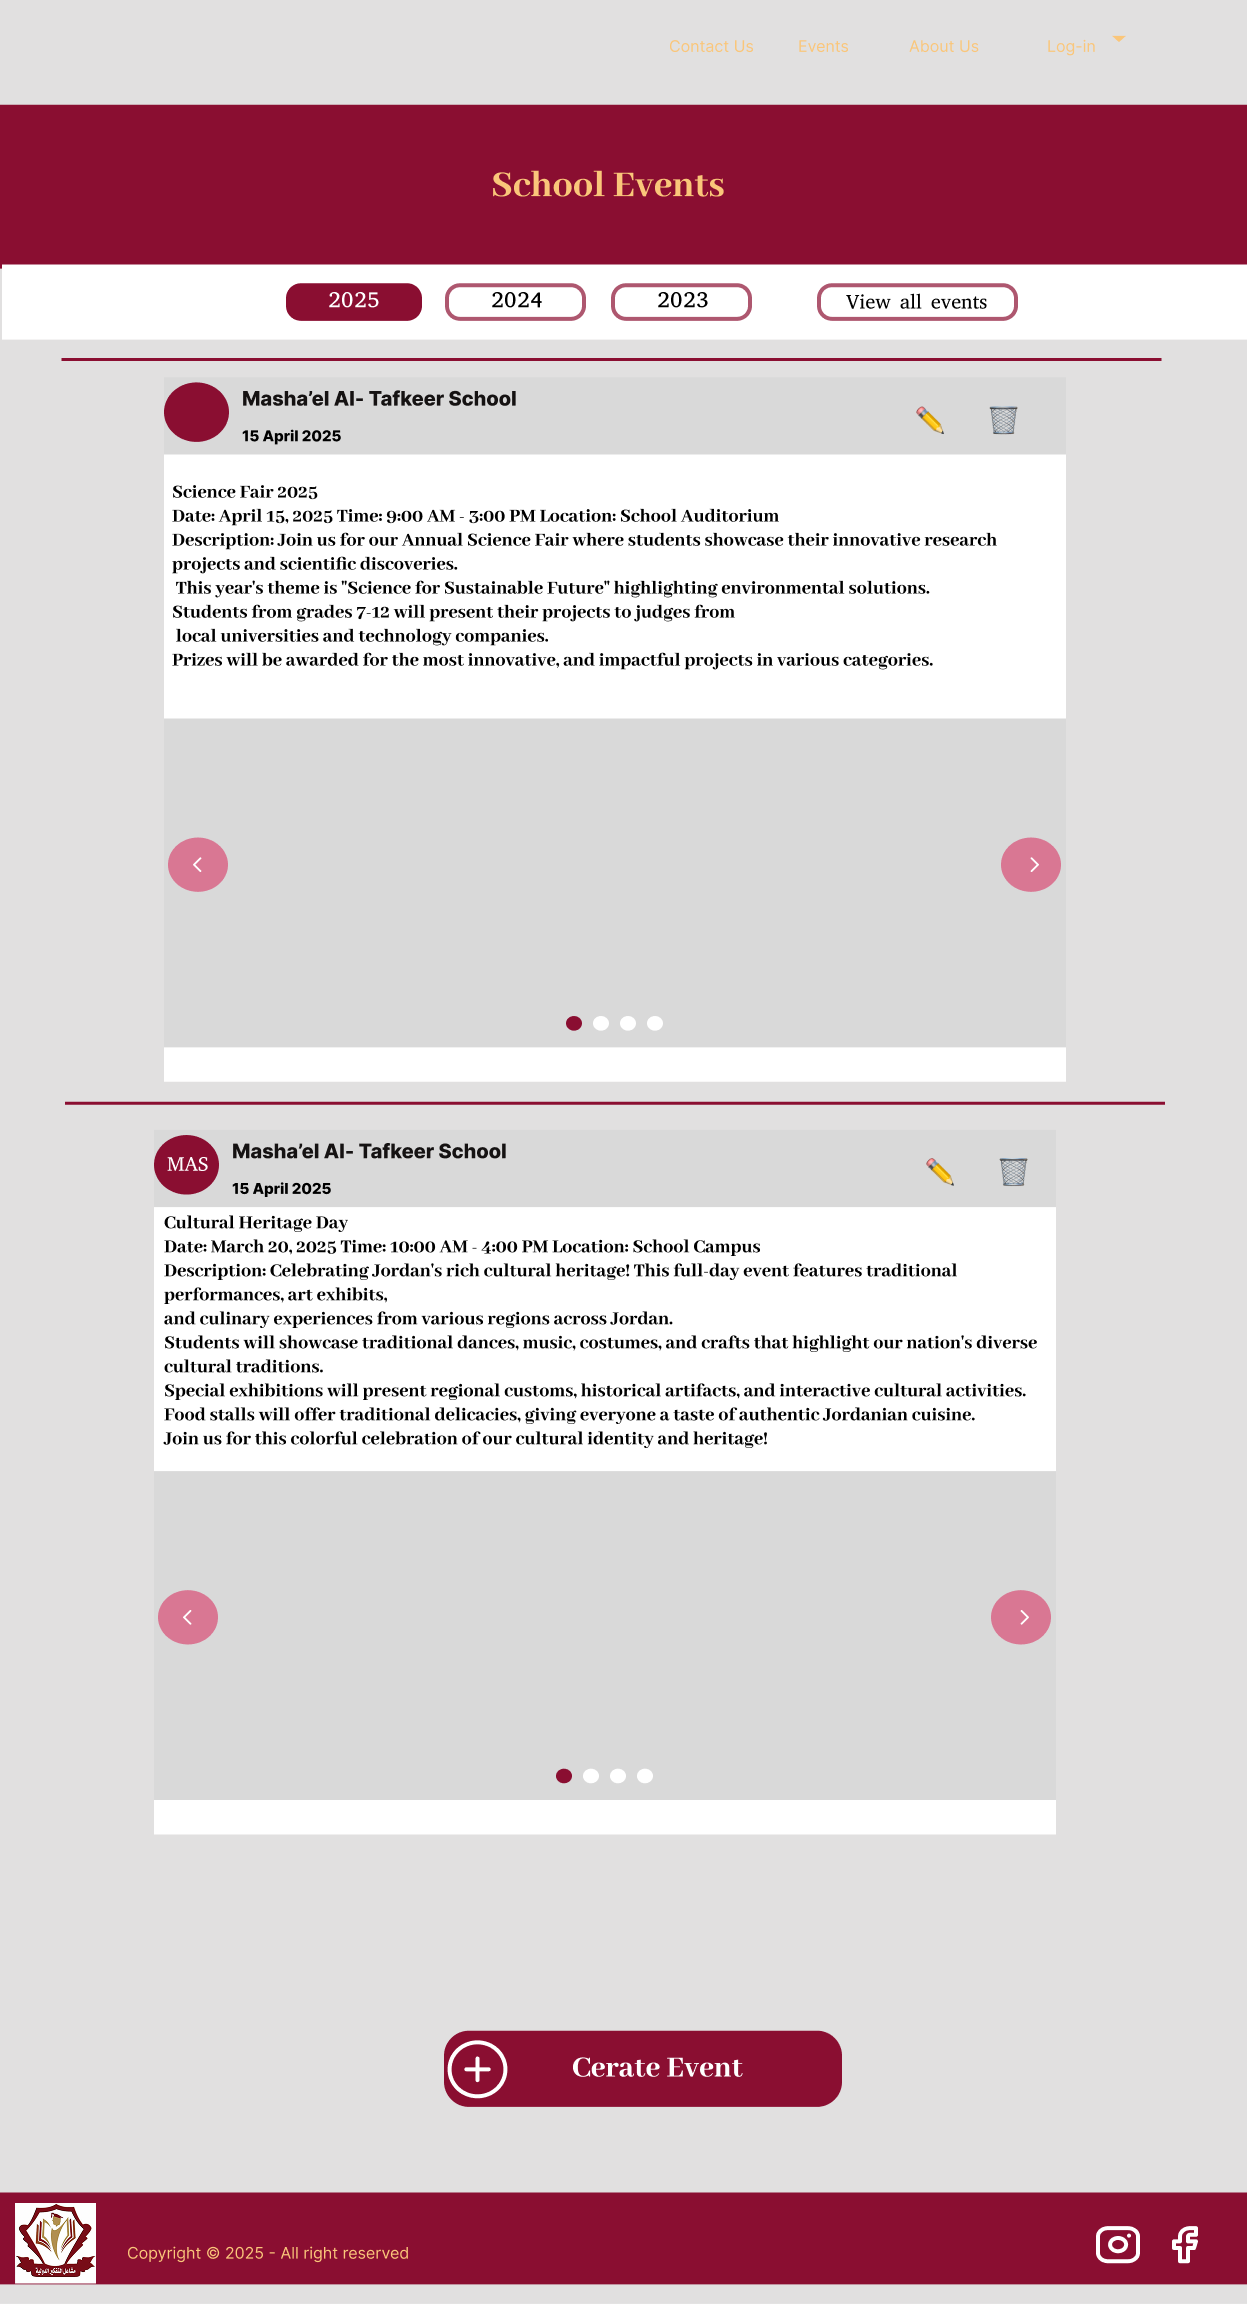 Contact Us Events About Us Log-in
School Events
2025 2024 2023 View all events
Masha’el Al- Tafkeer School
15 April 2025
Science Fair 2025
Date: April 15, 2025 Time: 9:00 AM - 3:00 PM Location: School Auditorium
Description: Join us for our Annual Science Fair where students showcase their innovative research
projects and scientific discoveries.
This year's theme is "Science for Sustainable Future" highlighting environmental solutions.
Students from grades 7-12 will present their projects to judges from
local universities and technology companies.
Prizes will be awarded for the most innovative, and impactful projects in various categories.
MAS
Masha’el Al- Tafkeer School
15 April 2025
Cultural Heritage Day
Date: March 20, 2025 Time: 10:00 AM - 4:00 PM Location: School Campus
Description: Celebrating Jordan's rich cultural heritage! This full-day event features traditional
performances, art exhibits,
and culinary experiences from various regions across Jordan.
Students will showcase traditional dances, music, costumes, and crafts that highlight our nation's diverse
cultural traditions.
Special exhibitions will present regional customs, historical artifacts, and interactive cultural activities.
Food stalls will offer traditional delicacies, giving everyone a taste of authentic Jordanian cuisine.
Join us for this colorful celebration of our cultural identity and heritage!
Cerate Event
مشاعل التفكير الدولية
Copyright © 2025 - All right reserved